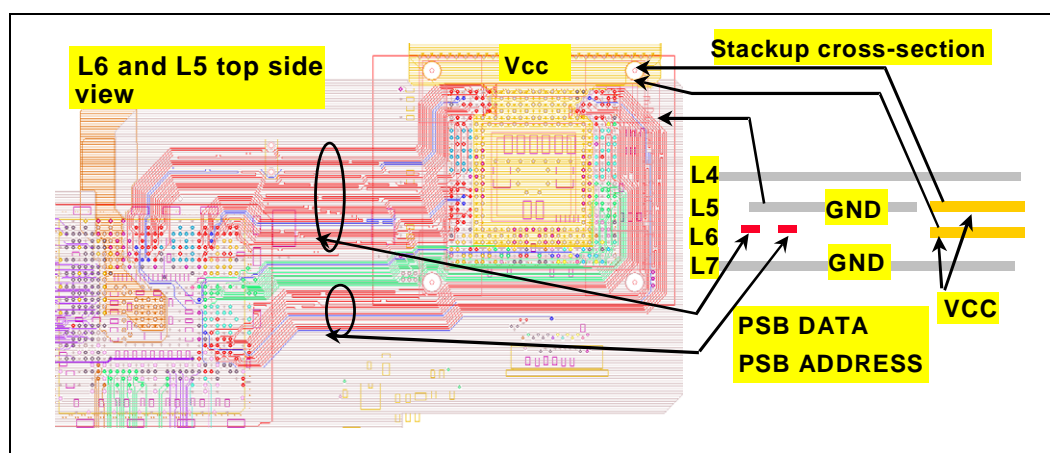 L6 and L5 top side
view
Vcc
Stackup cross-section
L4
L5
GND
L6
L7
GND
VCC
PSB DATA
PSB ADDRESS